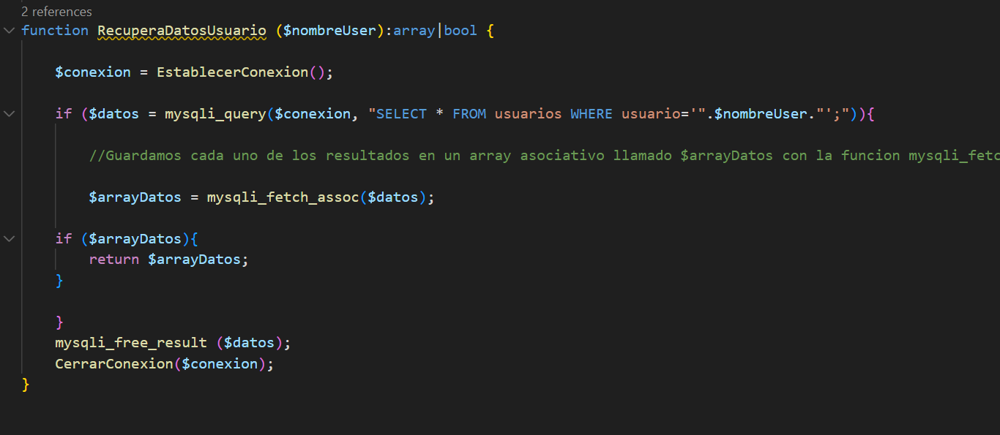 2 references
function RecuperaDatosUsuario ($nombreUser):array|bool {
$conexion = EstablecerConexion();
if ($datos = mysqli_query($conexion, "SELECT * FROM usuarios WHERE usuario='".$nombreUser."';")){
//Guardamos cada uno de los resultados en un array asociativo llamado $arrayDatos con la funcion mysqli_fetc
$arrayDatos = mysqli_fetch_assoc($datos);
if ($arrayDatos){
return $arrayDatos;
}
}
mysqli_free_result ($datos);
CerrarConexion($conexion);
}